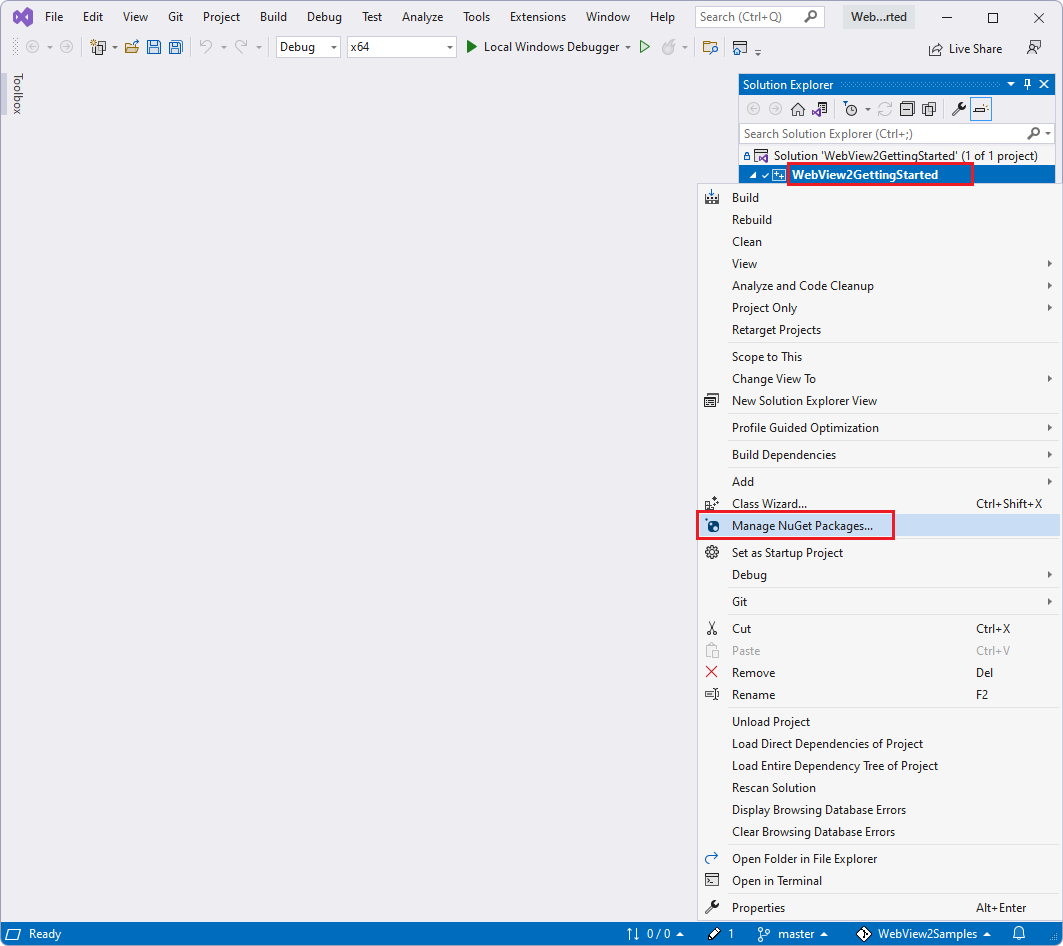 File Edit View Git Project Build Debug Test Analyze Tools Extensions Window Help Search (Ctrl+Q) Web...rted
Debug x64 Local Windows Debugger Live Share
Toolbox
Solution Explorer
Search Solution Explorer (Ctrl+;)
Solution 'WebView2GettingStarted' (1 of 1 project)
WebView2GettingStarted
Build
Rebuild
Clean
View
Analyze and Code Cleanup
Project Only
Retarget Projects
Scope to This
Change View To
New Solution Explorer View
Profile Guided Optimization
Build Dependencies
Add
Class Wizard... Ctrl+Shift+X
Manage NuGet Packages...
Set as Startup Project
Debug
Git
Cut Ctrl+X
Paste Ctrl+V
Remove Del
Rename F2
Unload Project
Load Direct Dependencies of Project
Load Entire Dependency Tree of Project
Rescan Solution
Display Browsing Database Errors
Clear Browsing Database Errors
Open Folder in File Explorer
Open in Terminal
Properties Alt+Enter
Ready 0 / 0 1 master WebView2Samples